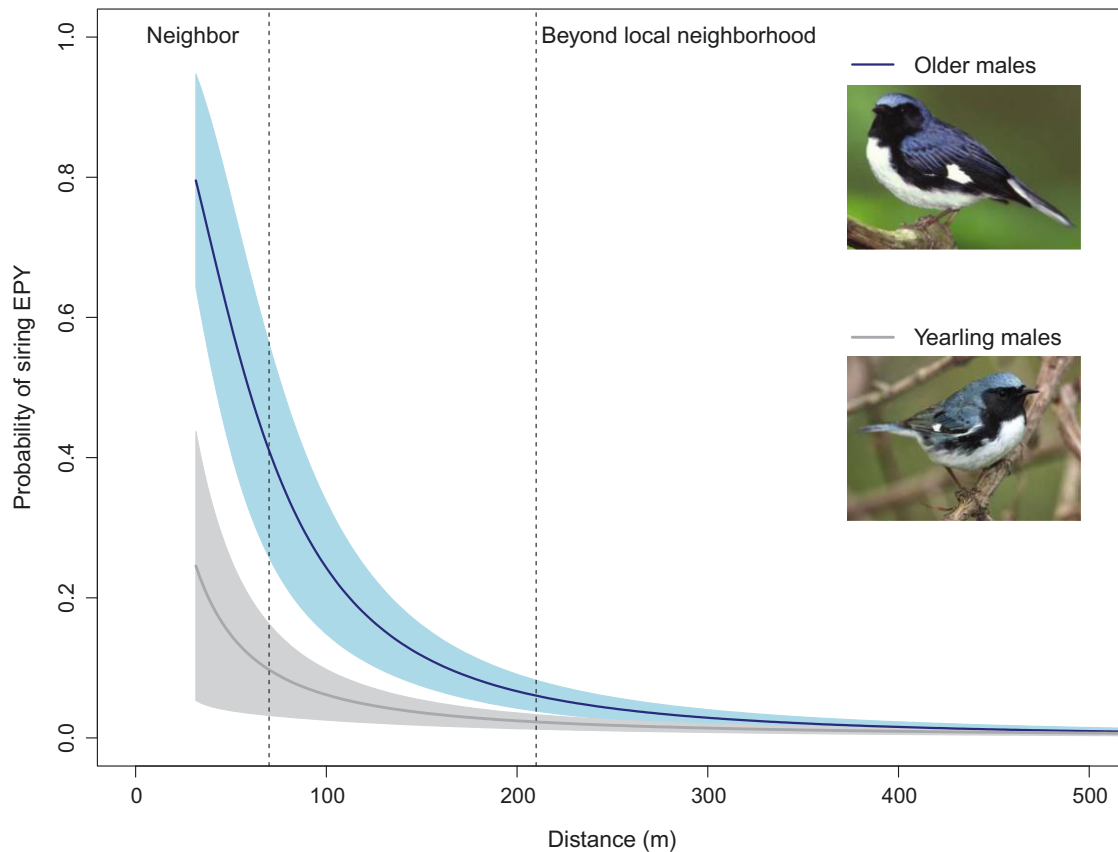 Neighbor
Beyond local neighborhood
Older males
Yearling males
Probability of siring EPY
1.0
0.8
0.6
0.4
0.2
0.0
0
100
200
300
400
500
Distance (m)